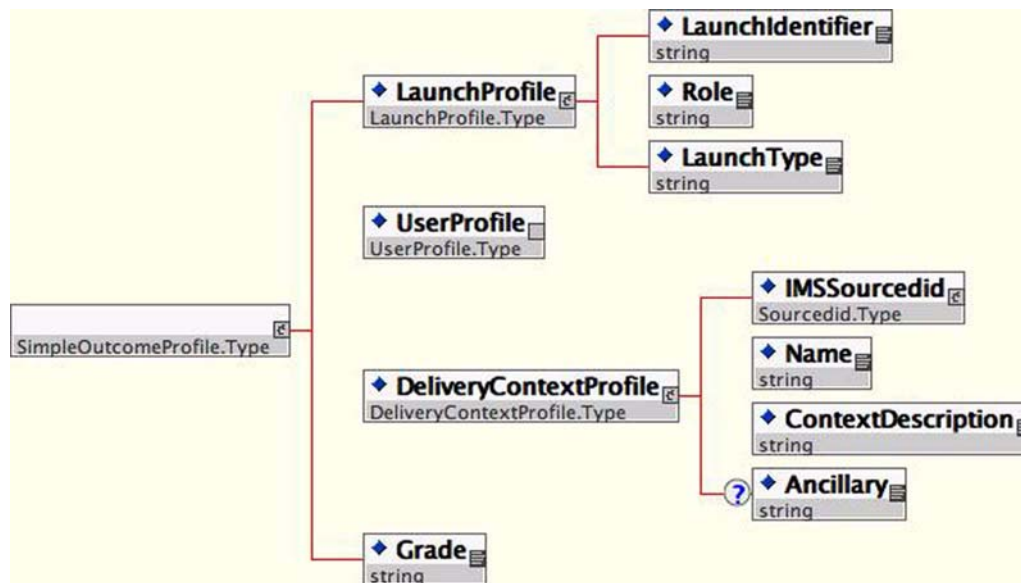 LaunchIdentifier
string
LaunchProfile
LaunchProfile.Type
Role
string
LaunchType
string
UserProfile
UserProfile.Type
IMSSourcedid
Sourcedid.Type
SimpleOutcomeProfile.Type
Name
string
DeliveryContextProfile
DeliveryContextProfile.Type
ContextDescription
string
?
Ancillary
string
Grade
string